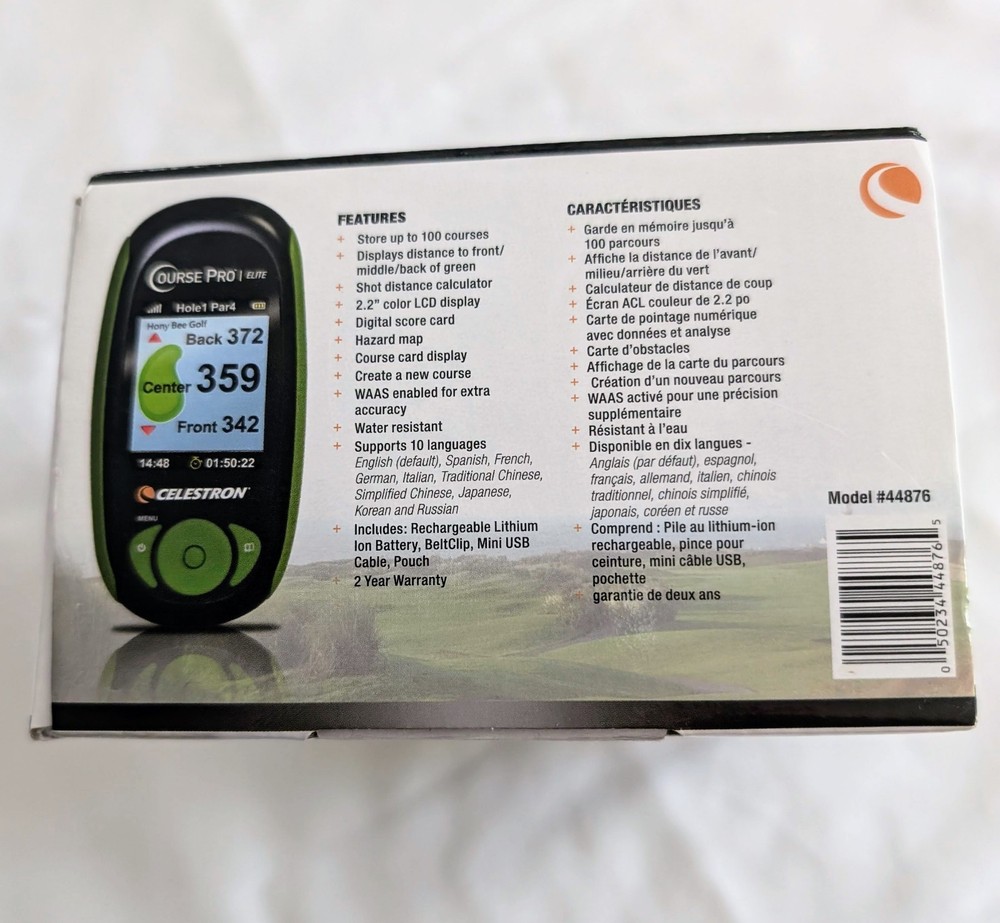 COURSE PRO™ | ELITE
Hole1 Par4
Hony Bee Golf
Back 372
Center 359
Front 342
14:48 01:50:22
CELESTRON
MENU
FEATURES
+ Store up to 100 courses
+ Displays distance to front/
middle/back of green
+ Shot distance calculator
+ 2.2" color LCD display
+ Digital score card
+ Hazard map
+ Course card display
+ Create a new course
+ WAAS enabled for extra
accuracy
+ Water resistant
+ Supports 10 languages
English (default), Spanish, French,
German, Italian, Traditional Chinese,
Simplified Chinese, Japanese,
Korean and Russian
+ Includes: Rechargeable Lithium
Ion Battery, BeltClip, Mini USB
Cable, Pouch
+ 2 Year Warranty
CARACTÉRISTIQUES
+ Garde en mémoire jusqu'à
100 parcours
+ Affiche la distance de l'avant/
milieu/arrière du vert
+ Calculateur de distance de coup
+ Écran ACL couleur de 2.2 po
+ Carte de pointage numérique
avec données et analyse
+ Carte d'obstacles
+ Affichage de la carte du parcours
+ Création d'un nouveau parcours
+ WAAS activé pour une précision
supplémentaire
+ Résistant à l'eau
+ Disponible en dix langues -
Anglais (par défaut), espagnol,
français, allemand, italien, chinois
traditionnel, chinois simplifié,
japonais, coréen et russe
+ Comprend : Pile au lithium-ion
rechargeable, pince pour
ceinture, mini câble USB,
pochette
+ garantie de deux ans
Model #44876
0 50234 44876 5